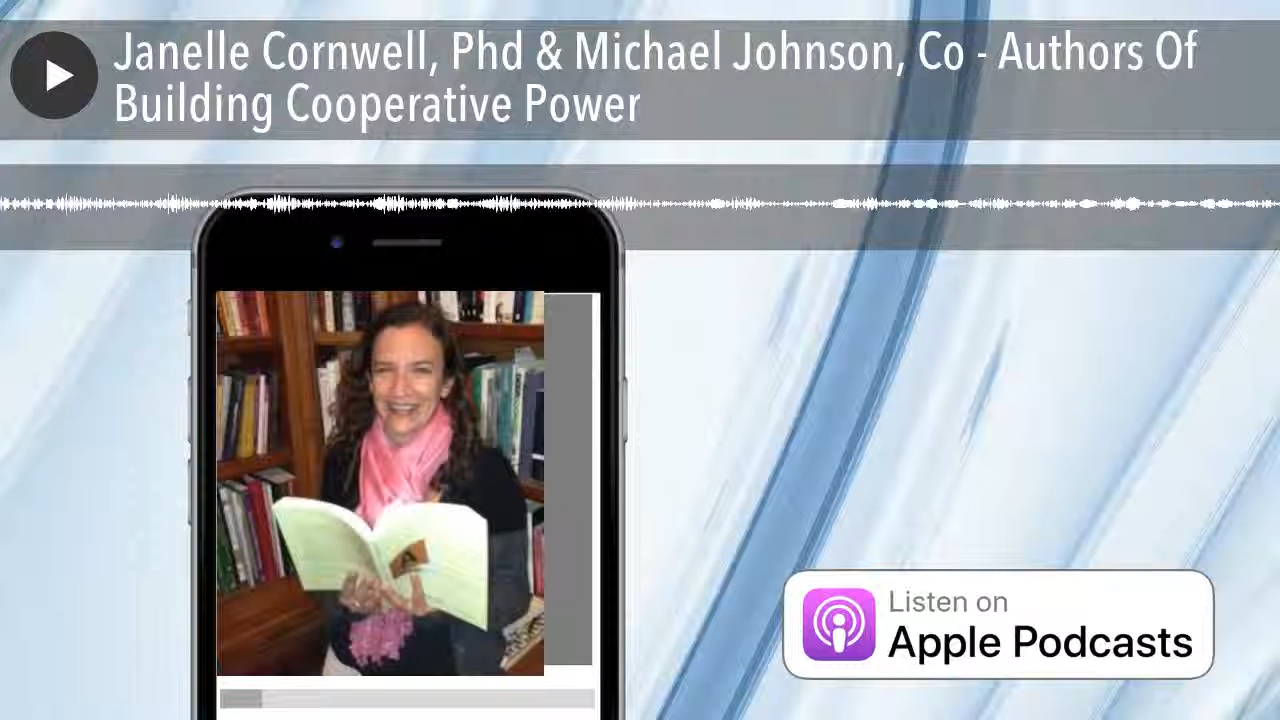 Janelle Cornwell, Phd & Michael Johnson, Co - Authors Of
Building Cooperative Power
Listen on
Apple Podcasts